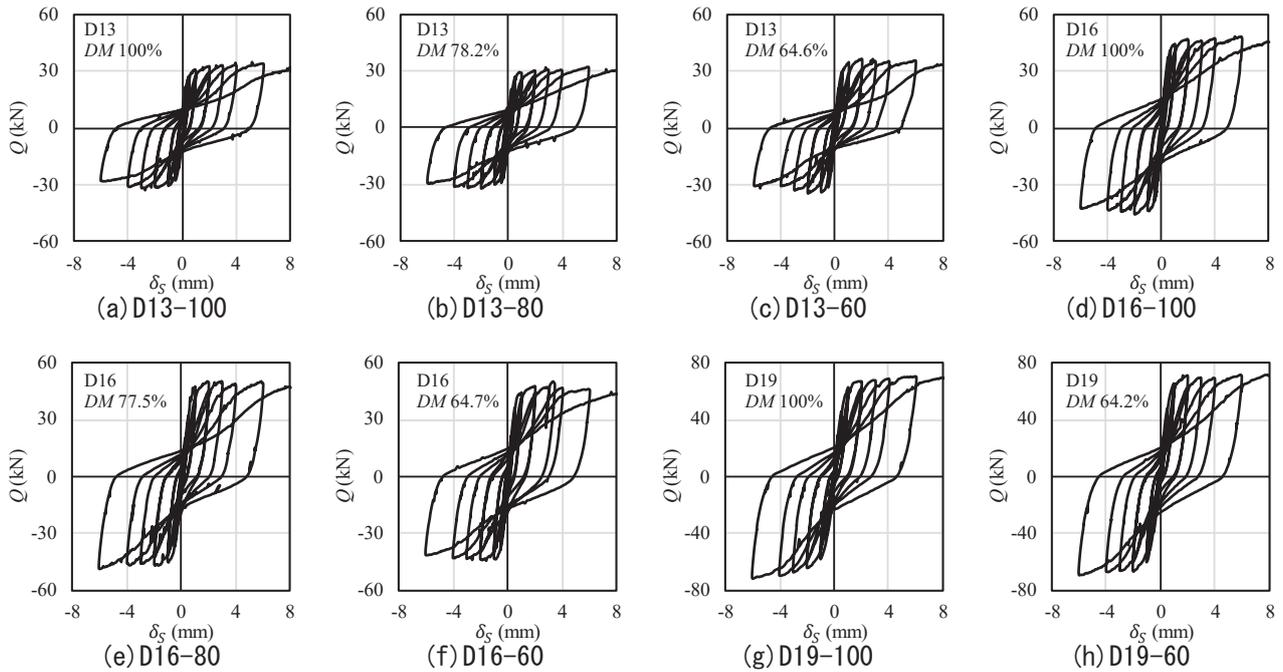 60
30
0
-30
-60
Q (kN)
D13
DM 100%
-8 -4 0 4 8
δS (mm)
(a) D13-100
60
30
0
-30
-60
Q (kN)
D13
DM 78.2%
-8 -4 0 4 8
δS (mm)
(b) D13-80
60
30
0
-30
-60
Q (kN)
D13
DM 64.6%
-8 -4 0 4 8
δS (mm)
(c) D13-60
60
30
0
-30
-60
Q (kN)
D16
DM 100%
-8 -4 0 4 8
δS (mm)
(d) D16-100
60
30
0
-30
-60
Q (kN)
D16
DM 77.5%
-8 -4 0 4 8
δS (mm)
(e) D16-80
60
30
0
-30
-60
Q (kN)
D16
DM 64.7%
-8 -4 0 4 8
δS (mm)
(f) D16-60
80
40
0
-40
-80
Q (kN)
D19
DM 100%
-8 -4 0 4 8
δS (mm)
(g) D19-100
80
40
0
-40
-80
Q (kN)
D19
DM 64.2%
-8 -4 0 4 8
δS (mm)
(h) D19-60